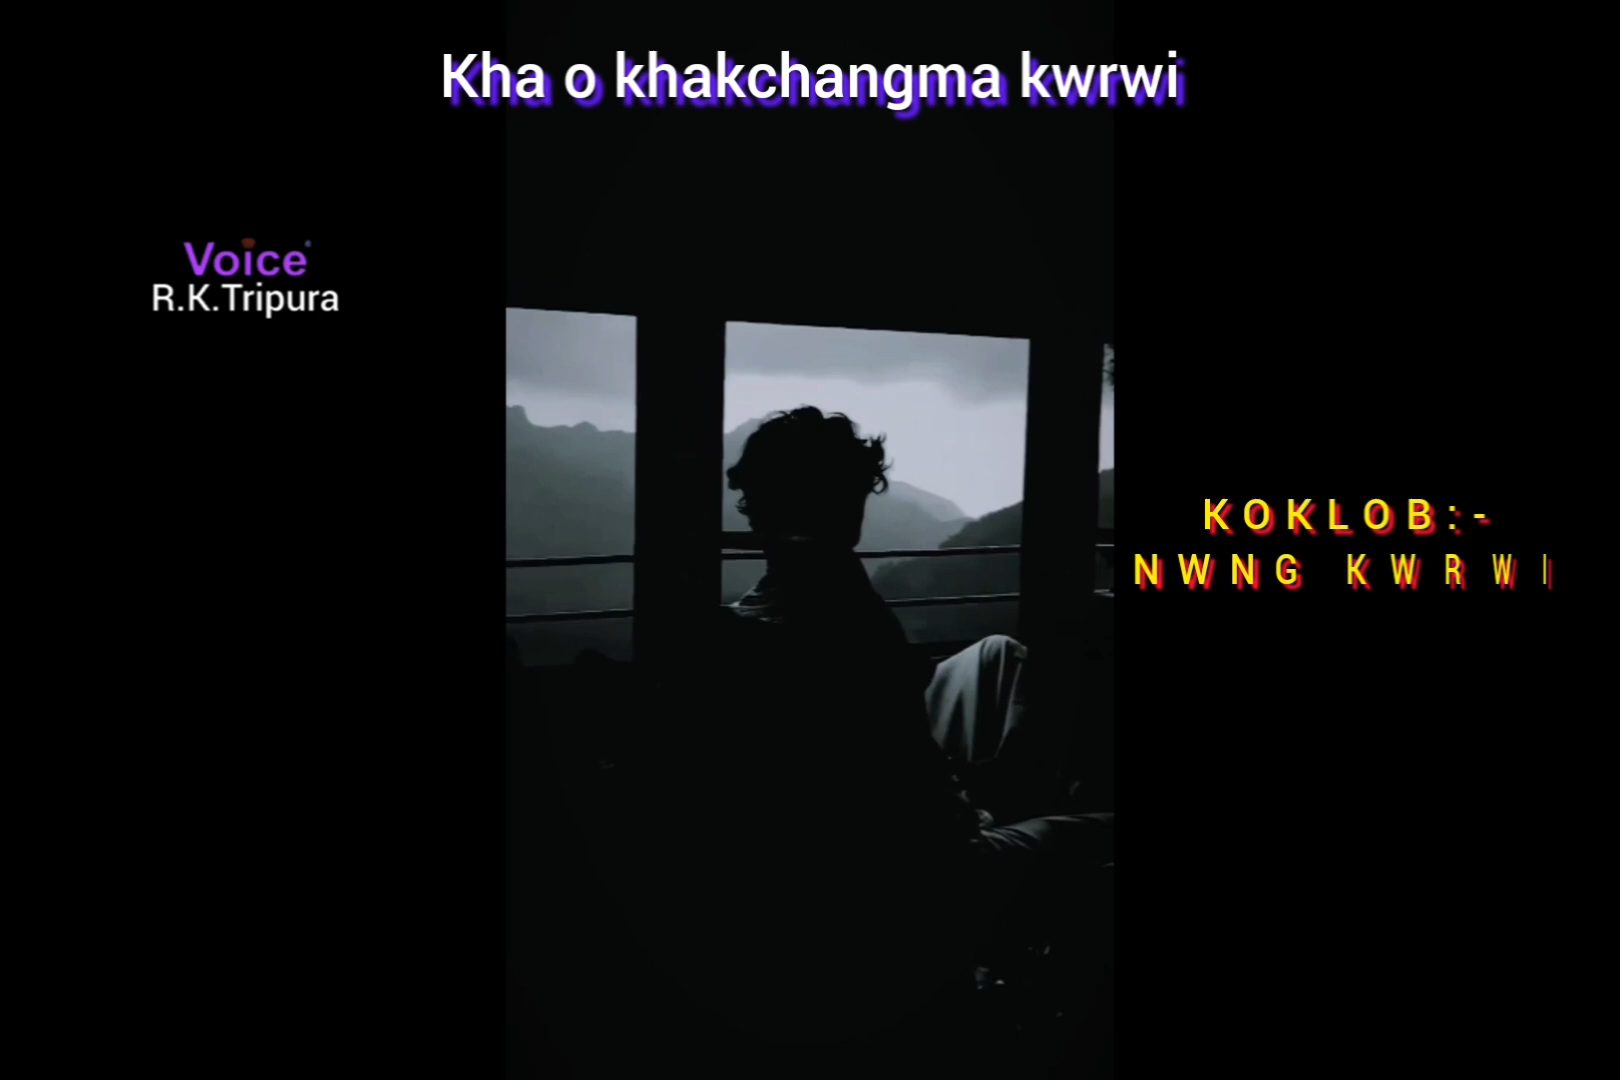 Kha o khakchangma kwrwi
Voice
R.K.Tripura
KOKLOB:-
NWNG KWRWI